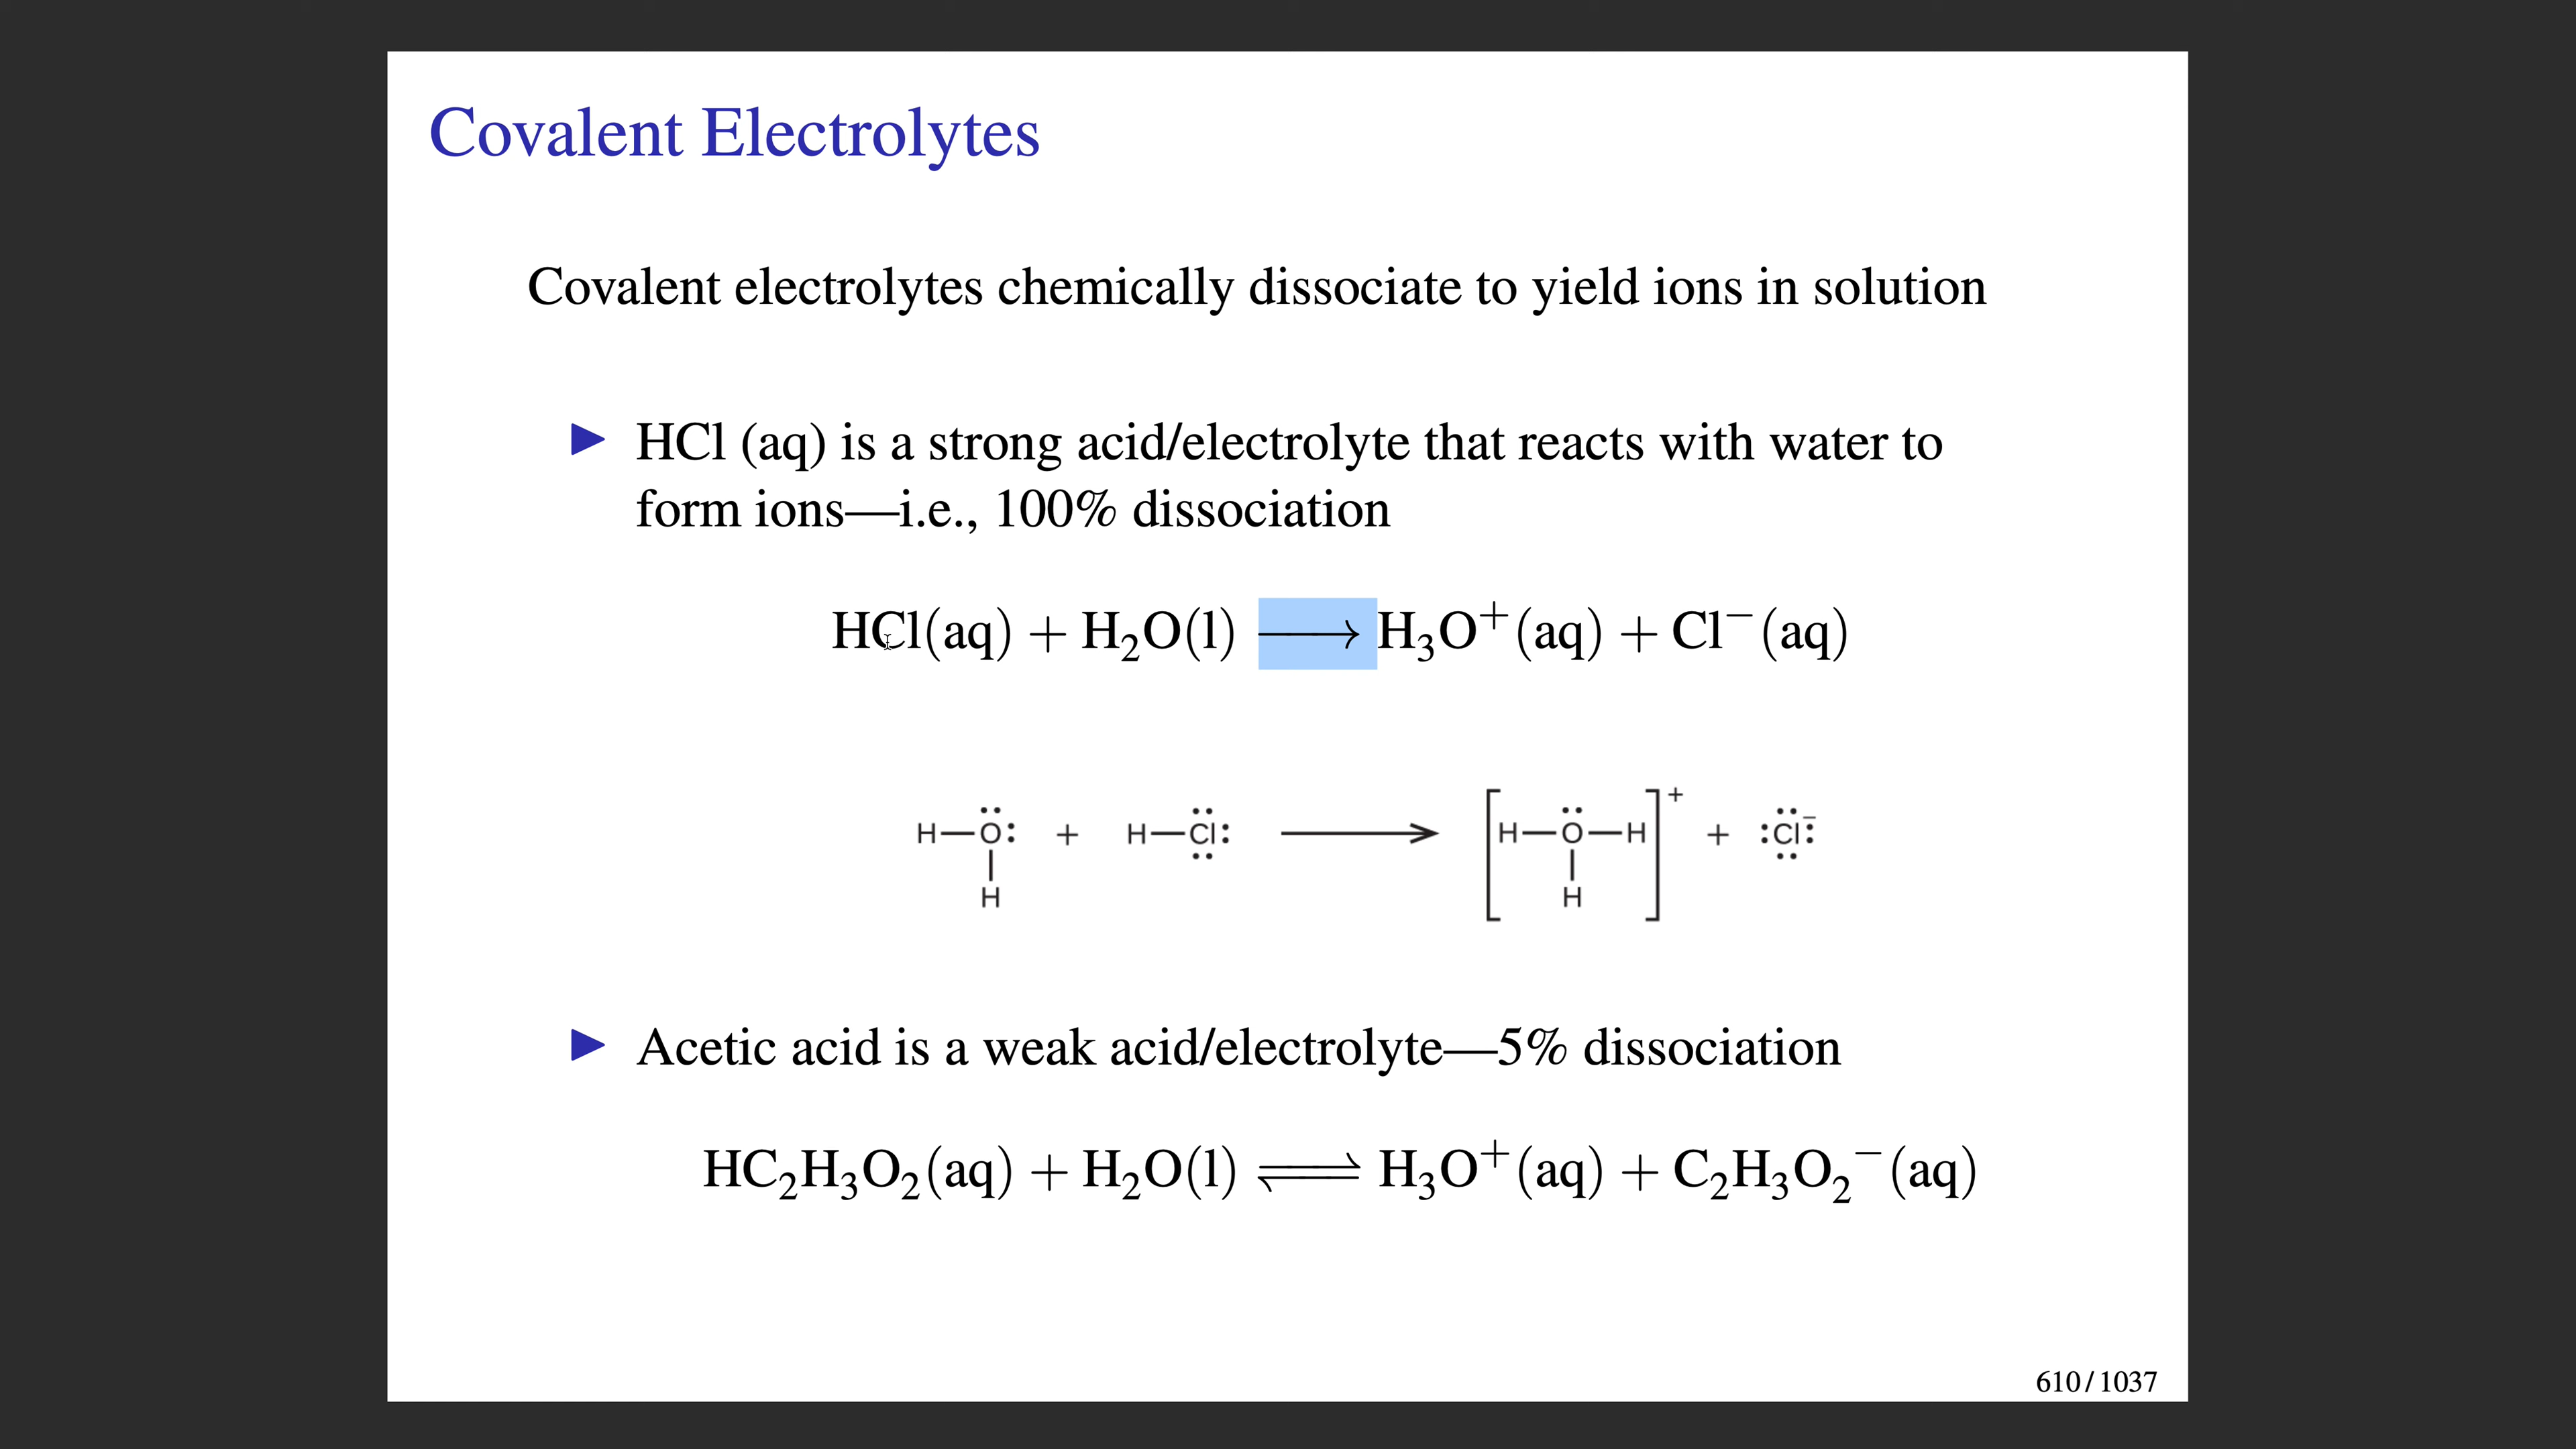 Covalent Electrolytes
Covalent electrolytes chemically dissociate to yield ions in solution
▶ HCl (aq) is a strong acid/electrolyte that reacts with water to
form ions—i.e., 100% dissociation
HCl(aq) + H₂O(l) ⟶ H₃O⁺(aq) + Cl⁻(aq)
H—O: + H—Cl: ⟶ [H—O—H]⁺ + :Cl:⁻
H H
▶ Acetic acid is a weak acid/electrolyte—5% dissociation
HC₂H₃O₂(aq) + H₂O(l) ⇌ H₃O⁺(aq) + C₂H₃O₂⁻(aq)
610 / 1037